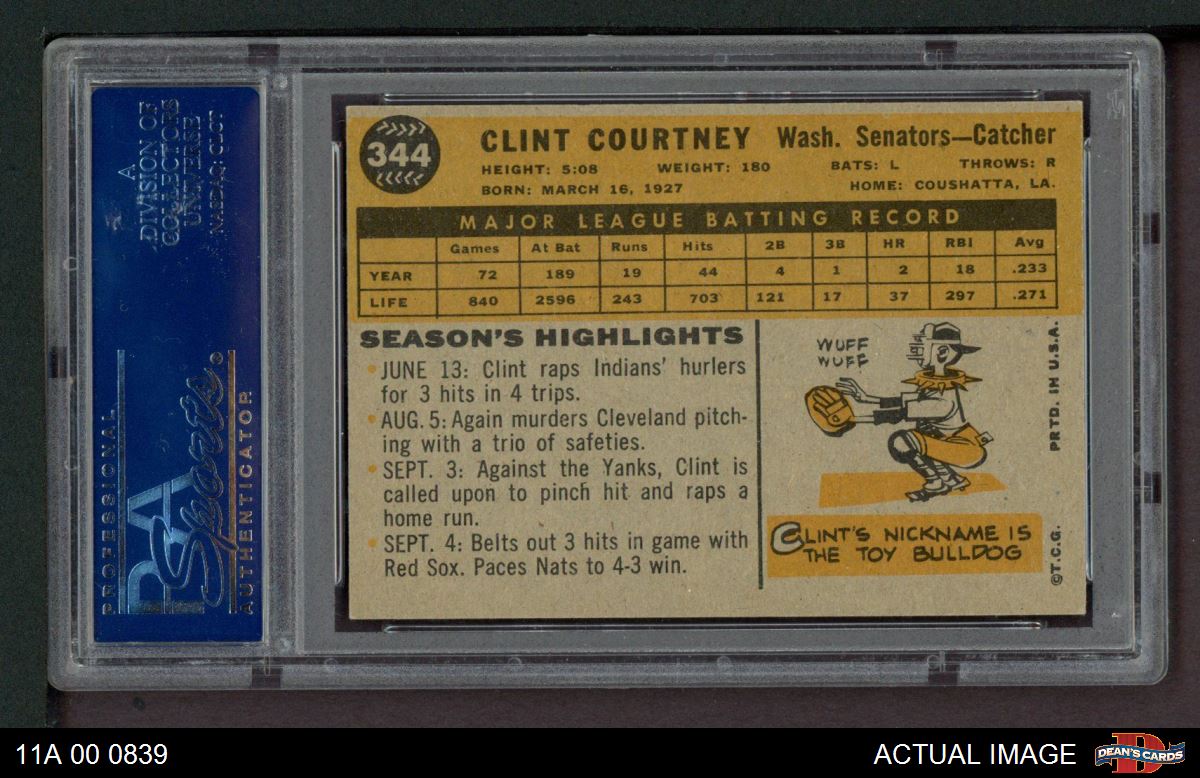 A
DIVISION OF
COLLECTORS
UNIVERSE
NASDAQ: CLCT
PROFESSIONAL
PSA
Sports
AUTHENTICATOR
344
CLINT COURTNEY Wash. Senators—Catcher
HEIGHT: 5:08 WEIGHT: 180 BATS: L THROWS: R
BORN: MARCH 16, 1927 HOME: COUSHATTA, LA.
MAJOR LEAGUE BATTING RECORD
Games At Bat Runs Hits 2B 3B HR RBI Avg
YEAR 72 189 19 44 4 1 2 18 .233
LIFE 840 2596 243 703 121 17 37 297 .271
SEASON'S HIGHLIGHTS
• JUNE 13: Clint raps Indians' hurlers
for 3 hits in 4 trips.
• AUG. 5: Again murders Cleveland pitch-
ing with a trio of safeties.
• SEPT. 3: Against the Yanks, Clint is
called upon to pinch hit and raps a
home run.
• SEPT. 4: Belts out 3 hits in game with
Red Sox. Paces Nats to 4-3 win.
WUFF
WUFF
CLINT'S NICKNAME IS
THE TOY BULLDOG
PRTD. IN U.S.A.
©T.C.G.
11A 00 0839
ACTUAL IMAGE
DEAN'S CARDS